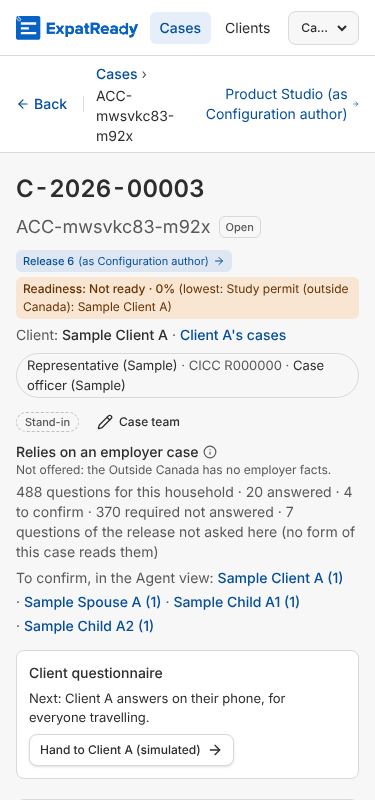 ExpatReady Cases Clients Ca...
← Back Cases › ACC-mwsvkc83-m92x
Product Studio (as Configuration author) →
C-2026-00003
ACC-mwsvkc83-m92x Open
Release 6 (as Configuration author) →
Readiness: Not ready · 0% (lowest: Study permit (outside
Canada): Sample Client A)
Client: Sample Client A · Client A's cases
Representative (Sample) · CICC R000000 · Case
officer (Sample)
Stand-in Case team
Relies on an employer case
Not offered: the Outside Canada has no employer facts.
488 questions for this household · 20 answered · 4
to confirm · 370 required not answered · 7
questions of the release not asked here (no form of
this case reads them)
To confirm, in the Agent view: Sample Client A (1)
· Sample Spouse A (1) · Sample Child A1 (1)
· Sample Child A2 (1)
Client questionnaire
Next: Client A answers on their phone, for
everyone travelling.
Hand to Client A (simulated) →